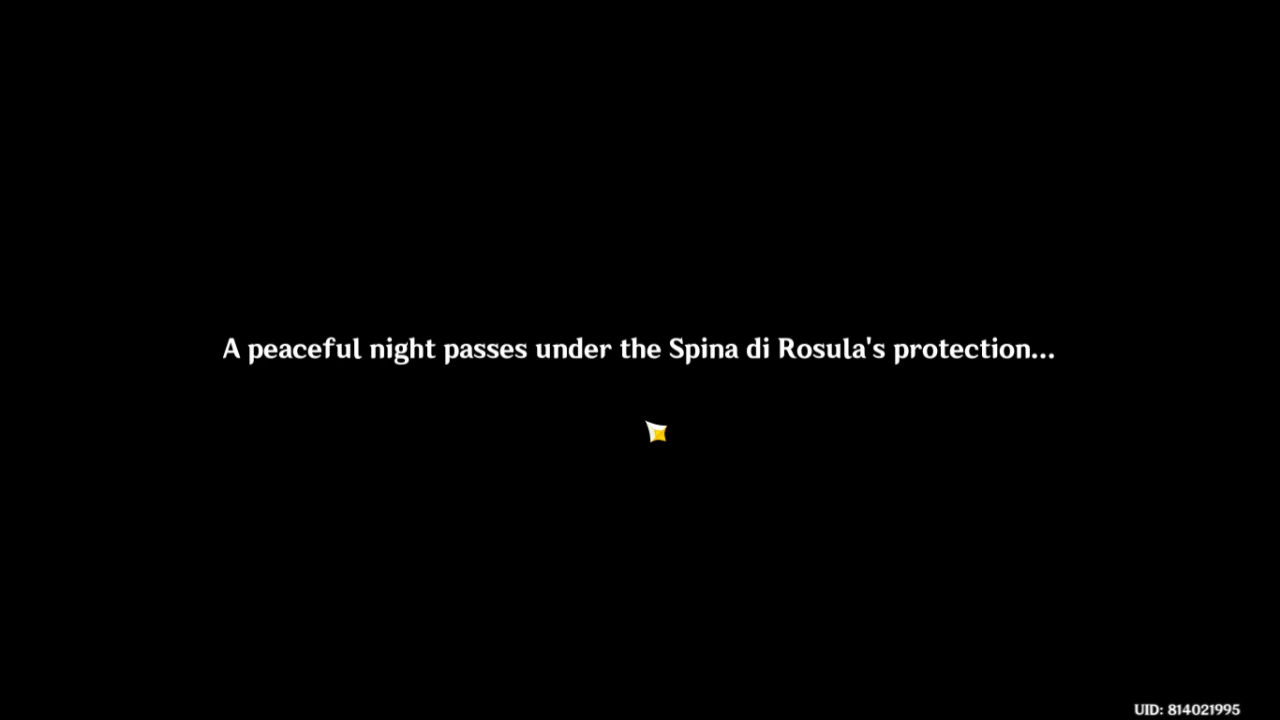 A peaceful night passes under the Spina di Rosula's protection...
UID: 814021995